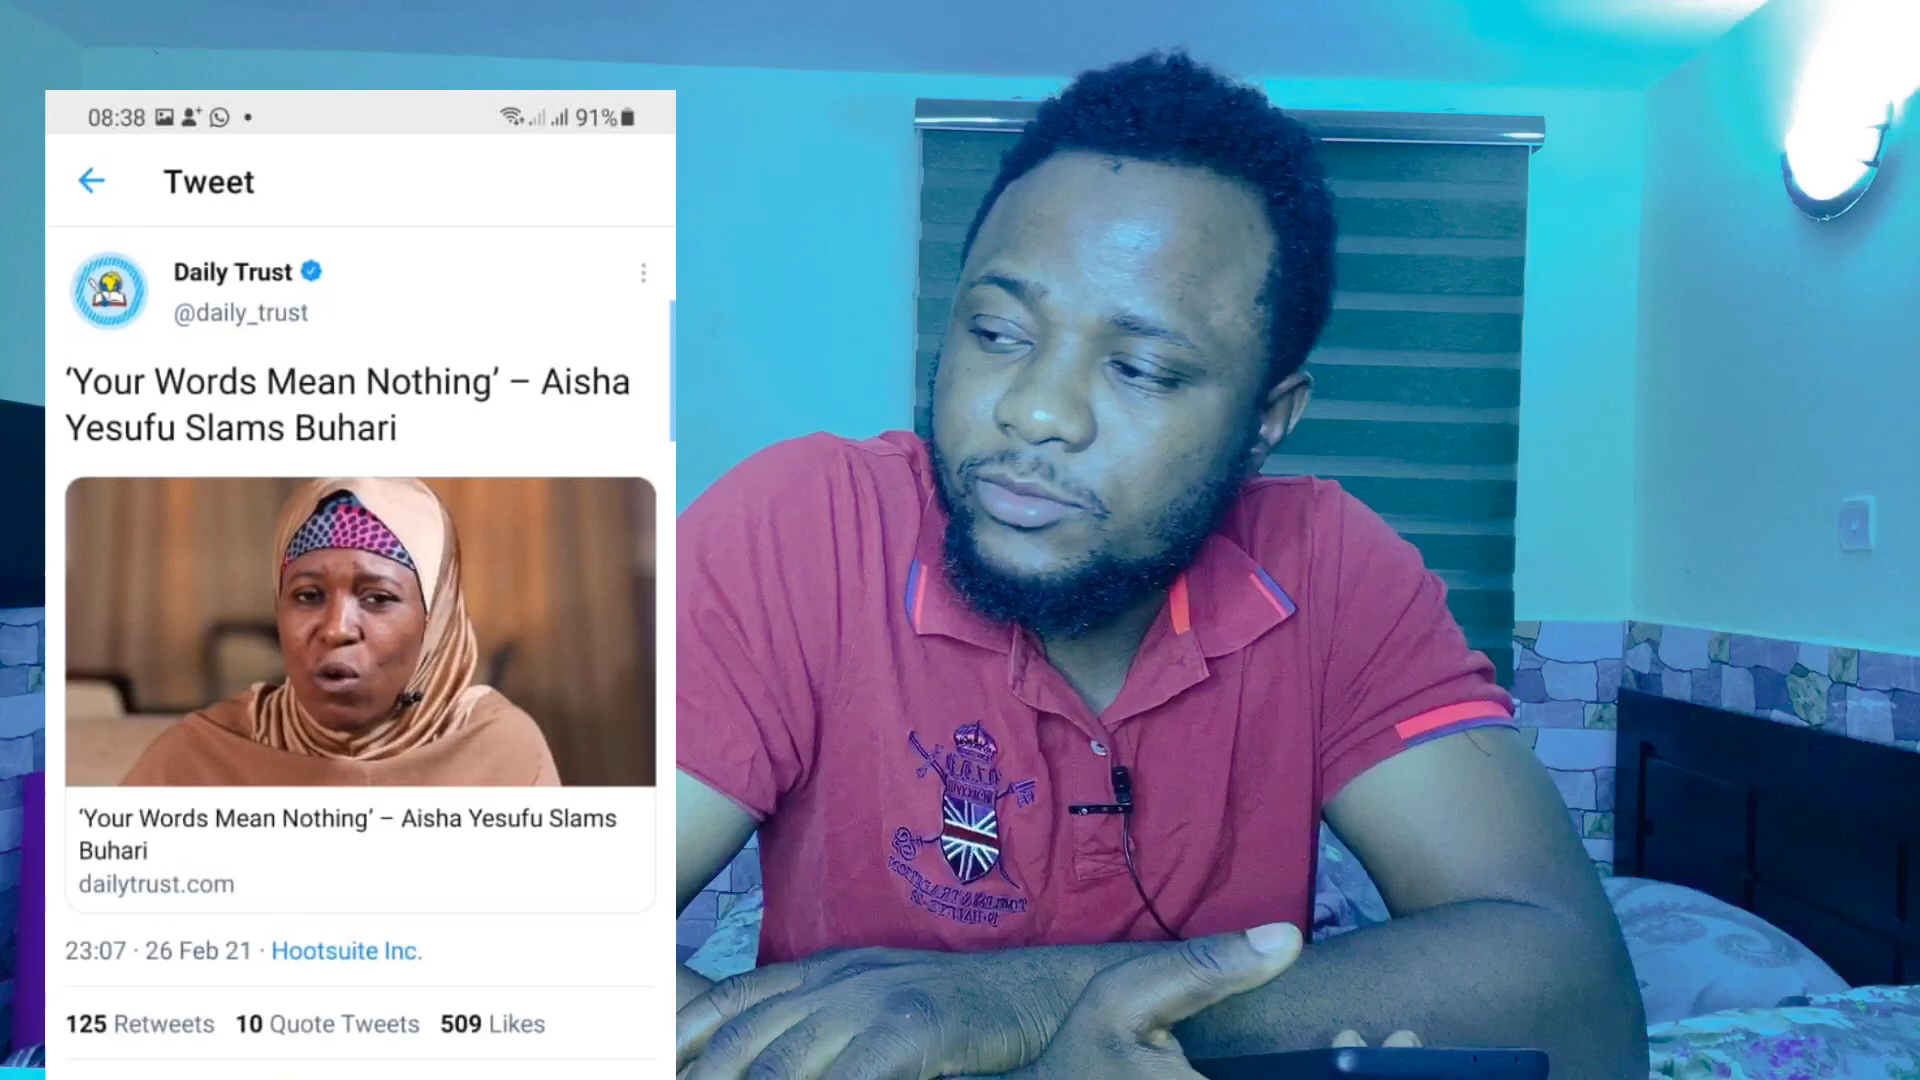 08:38
91%
Tweet
Daily Trust
@daily_trust
‘Your Words Mean Nothing’ – Aisha
Yesufu Slams Buhari
‘Your Words Mean Nothing’ – Aisha Yesufu Slams
Buhari
dailytrust.com
23:07 · 26 Feb 21 · Hootsuite Inc.
125 Retweets 10 Quote Tweets 509 Likes